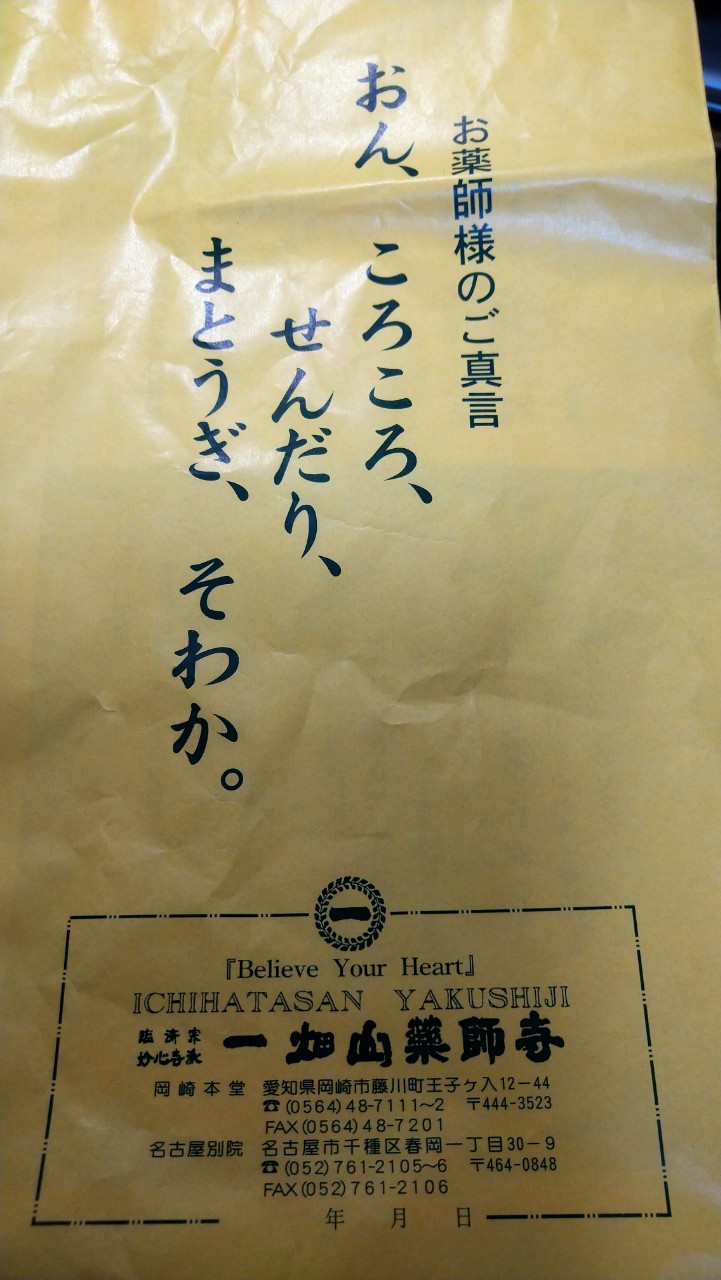 お薬師様のご真言
おん、ころころ、
せんだり、
まとうぎ、そわか。
一
『Believe Your Heart』
ICHIHATASAN YAKUSHIJI
臨済宗
妙心寺派
一畑山薬師寺
岡崎本堂 愛知県岡崎市藤川町王子ヶ入12-44
☎(0564)48-7111~2 〒444-3523
FAX(0564)48-7201
名古屋別院 名古屋市千種区春岡一丁目30-9
☎(052)761-2105~6 〒464-0848
FAX(052)761-2106
年 月 日